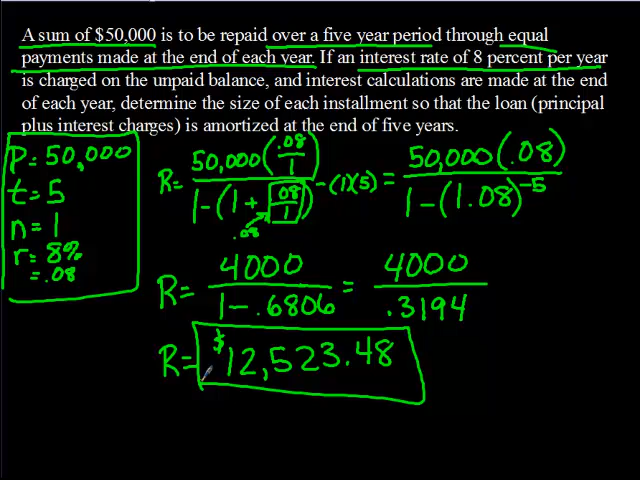 A sum of $50,000 is to be repaid over a five year period through equal
payments made at the end of each year. If an interest rate of 8 percent per year
is charged on the unpaid balance, and interest calculations are made at the end
of each year, determine the size of each installment so that the loan (principal
plus interest charges) is amortized at the end of five years.
P = 50,000
t = 5
n = 1
r = 8%
= .08
R = 50,000 (.08/1) / 1 - (1 + .08/1)^-(1)(5) = 50,000 (.08) / 1 - (1.08)^-5
.08
R = 4000 / 1 - .6806 = 4000 / .3194
R = $12,523.48